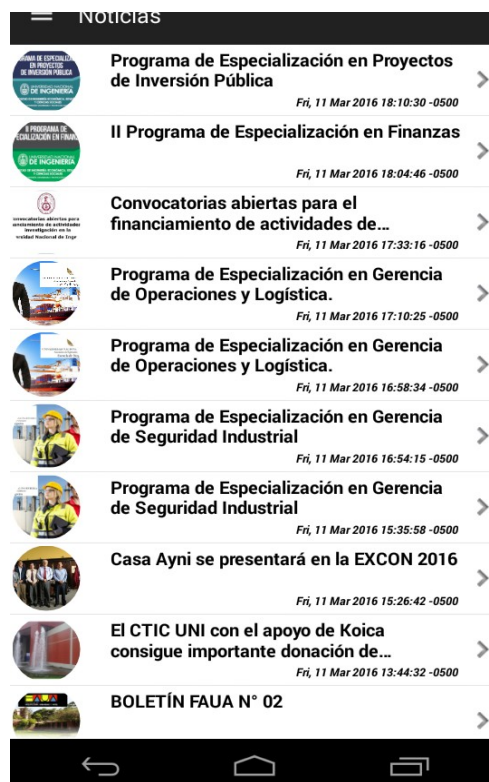 Noticias
Programa de Especialización en Proyectos
de Inversión Pública
Fri, 11 Mar 2016 18:10:30 -0500
II Programa de Especialización en Finanzas
Fri, 11 Mar 2016 18:04:46 -0500
Convocatorias abiertas para el
financiamiento de actividades de...
Fri, 11 Mar 2016 17:33:16 -0500
Programa de Especialización en Gerencia
de Operaciones y Logística.
Fri, 11 Mar 2016 17:10:25 -0500
Programa de Especialización en Gerencia
de Operaciones y Logística.
Fri, 11 Mar 2016 16:58:34 -0500
Programa de Especialización en Gerencia
de Seguridad Industrial
Fri, 11 Mar 2016 16:54:15 -0500
Programa de Especialización en Gerencia
de Seguridad Industrial
Fri, 11 Mar 2016 15:35:58 -0500
Casa Ayni se presentará en la EXCON 2016
Fri, 11 Mar 2016 15:26:42 -0500
El CTIC UNI con el apoyo de Koica
consigue importante donación de...
Fri, 11 Mar 2016 13:44:32 -0500
BOLETÍN FAUA N° 02